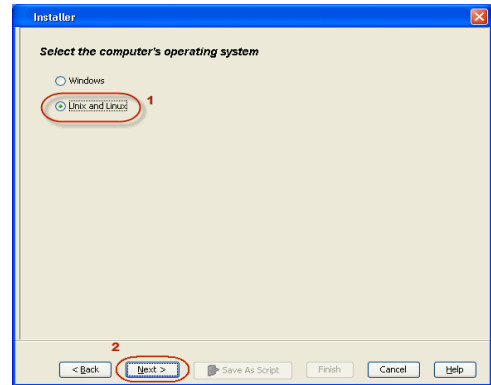 Installer
Select the computer's operating system
Windows
Unix and Linux
1
2
< Back
Next >
Save As Script
Finish
Cancel
Help